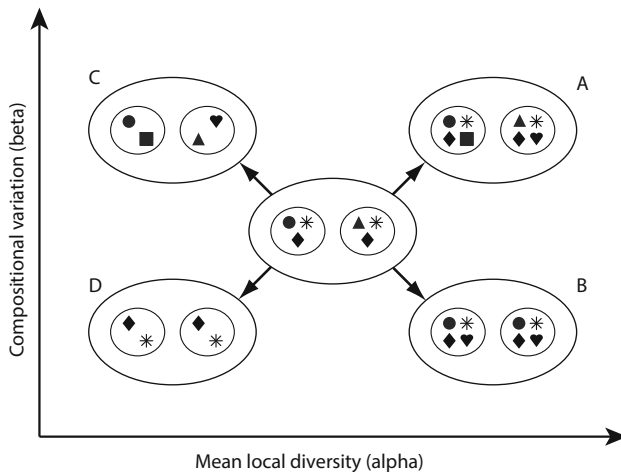 C
A
D
B
Compositional variation (beta)
Mean local diversity (alpha)